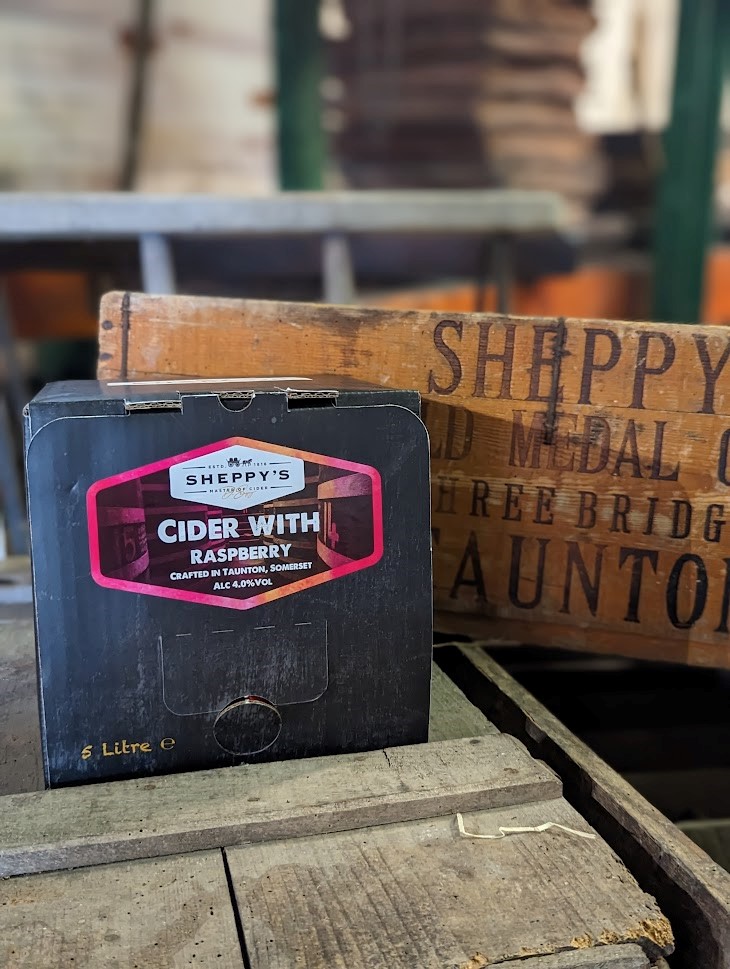 ESTD 1816
SHEPPY'S
MASTER OF CIDER
CIDER WITH
RASPBERRY
CRAFTED IN TAUNTON, SOMERSET
ALC 4.0%VOL
5 Litre ℮
SHEPPY
LD MEDAL C
HREE BRIDG
AUNTON